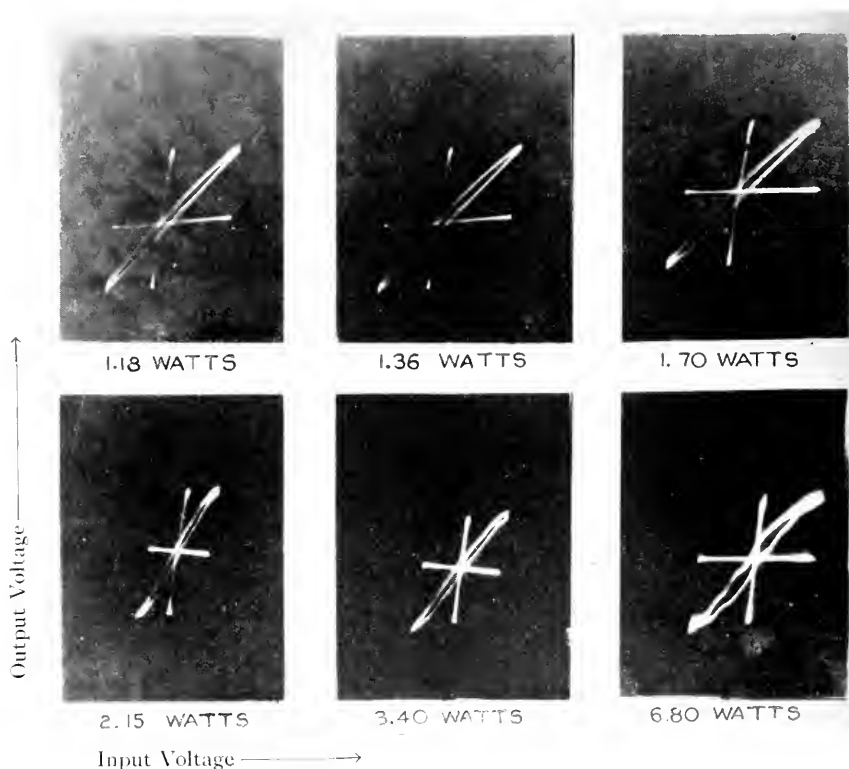 1.18 WATTS
1.36 WATTS
1.70 WATTS
Output Voltage
2.15 WATTS
3.40 WATTS
6.80 WATTS
Input Voltage